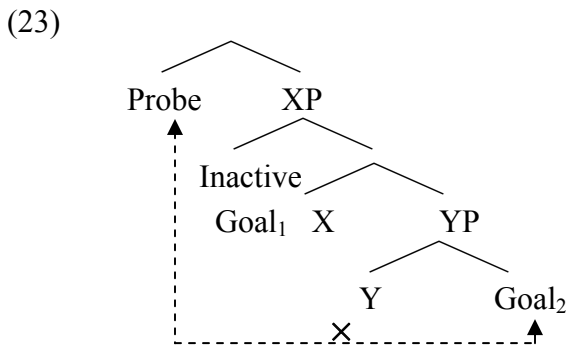 (23)
Probe XP
Inactive
Goal₁ X YP
Y Goal₂
×